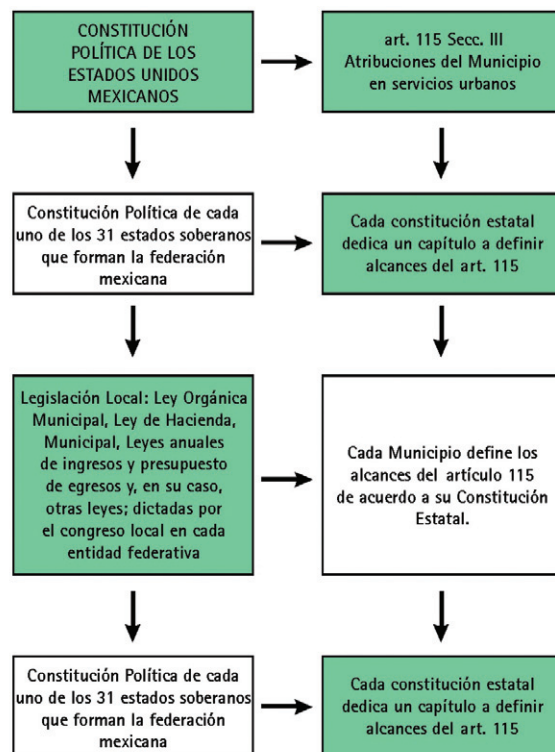 CONSTITUCIÓN
POLÍTICA DE LOS
ESTADOS UNIDOS
MEXICANOS
art. 115 Secc. III
Atribuciones del Municipio
en servicios urbanos
Constitución Política de cada
uno de los 31 estados soberanos
que forman la federación
mexicana
Cada constitución estatal
dedica un capítulo a definir
alcances del art. 115
Legislación Local: Ley Orgánica
Municipal, Ley de Hacienda,
Municipal, Leyes anuales
de ingresos y presupuesto
de egresos y, en su caso,
otras leyes; dictadas por
el congreso local en cada
entidad federativa
Cada Municipio define los
alcances del artículo 115
de acuerdo a su Constitución
Estatal.
Constitución Política de cada
uno de los 31 estados soberanos
que forman la federación
mexicana
Cada constitución estatal
dedica un capítulo a definir
alcances del art. 115